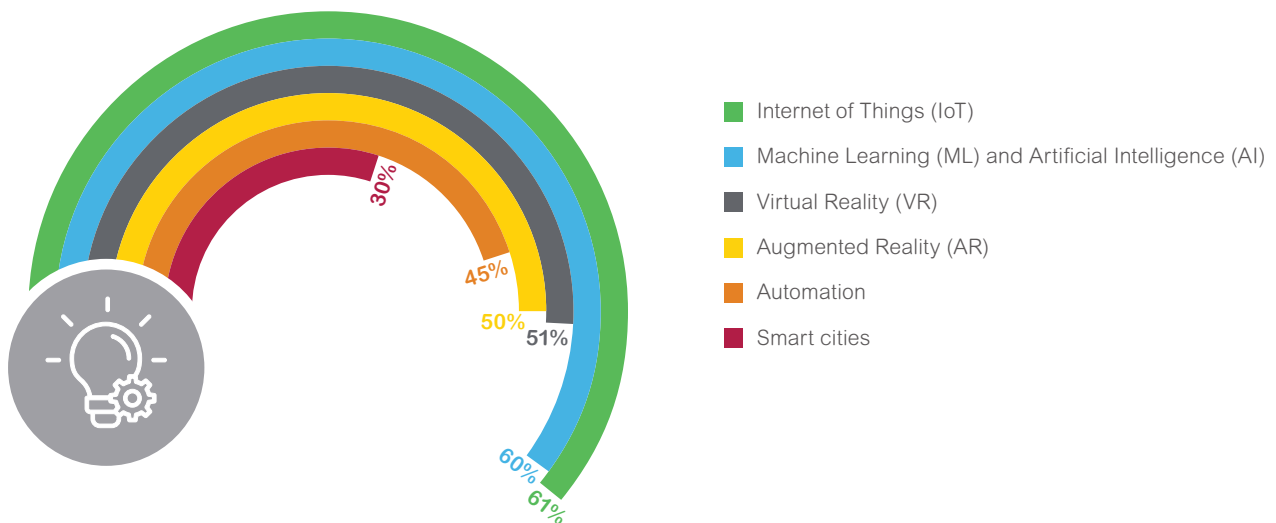 Internet of Things (IoT)
Machine Learning (ML) and Artificial Intelligence (AI)
Virtual Reality (VR)
Augmented Reality (AR)
Automation
Smart cities
30%
45%
50%
51%
60%
61%